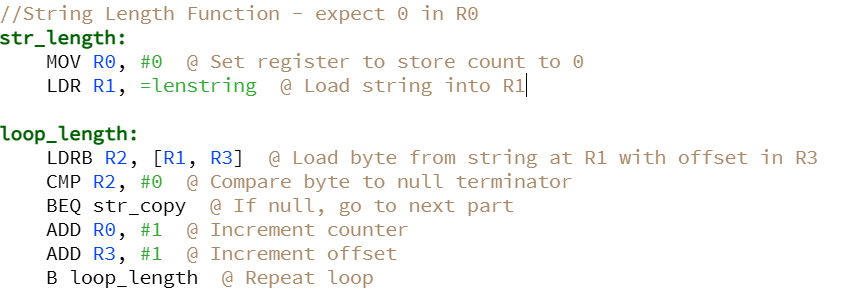 //String Length Function - expect 0 in R0
str_length:
    MOV R0, #0  @ Set register to store count to 0
    LDR R1, =lenstring  @ Load string into R1

loop_length:
    LDRB R2, [R1, R3]  @ Load byte from string at R1 with offset in R3
    CMP R2, #0  @ Compare byte to null terminator
    BEQ str_copy  @ If null, go to next part
    ADD R0, #1  @ Increment counter
    ADD R3, #1  @ Increment offset
    B loop_length  @ Repeat loop